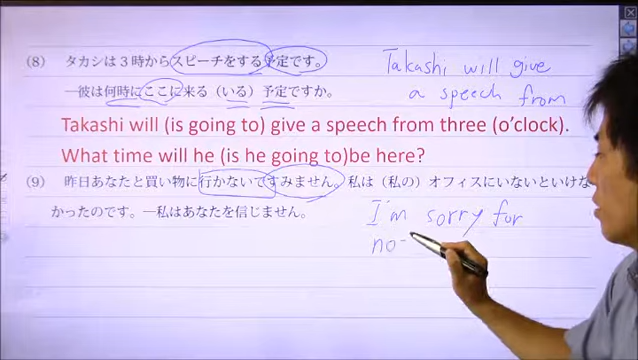 (8) タカシは3時からスピーチをする予定です。
Takashi will give
―彼は何時にここに来る（いる）予定ですか。
a speech from
Takashi will (is going to) give a speech from three (o'clock).
What time will he (is he going to)be here?
(9) 昨日あなたと買い物に行かないですみません。私は（私の）オフィスにいないといけな
かったのです。―私はあなたを信じません。
I'm sorry for
no